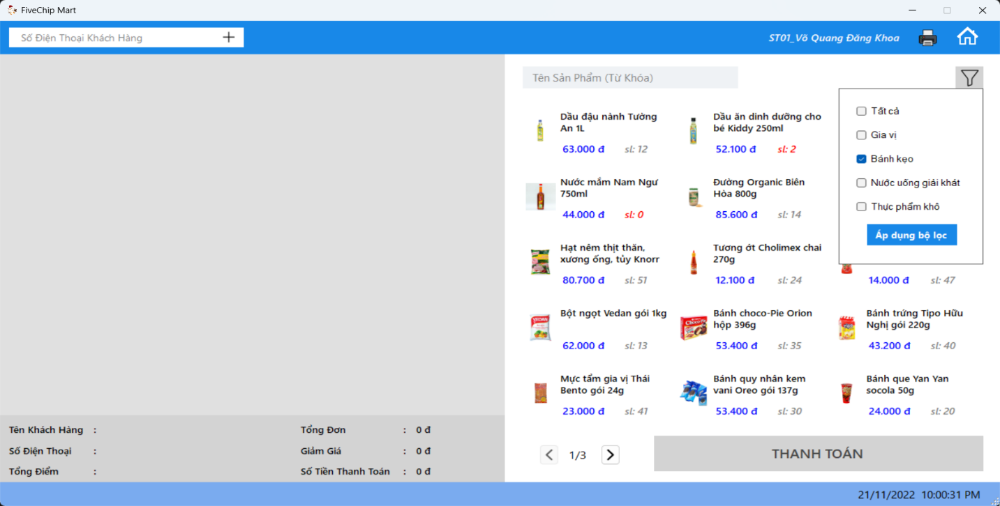 FiveChip Mart
Số Điện Thoại Khách Hàng
ST01_Võ Quang Đăng Khoa
Tên Sản Phẩm (Từ Khóa)
Dầu đậu nành Tường
An 1L
63.000 đ sl: 12
Dầu ăn dinh dưỡng cho
bé Kiddy 250ml
52.100 đ sl: 2
Tất cả
Gia vị
Bánh kẹo
Nước uống giải khát
Thực phẩm khô
Áp dụng bộ lọc
Nước mắm Nam Ngư
750ml
44.000 đ sl: 0
Đường Organic Biên
Hòa 800g
85.600 đ sl: 14
Hạt nêm thịt thăn,
xương ống, tủy Knorr
80.700 đ sl: 51
Tương ớt Cholimex chai
270g
12.100 đ sl: 24
14.000 đ sl: 47
VEDAN
Bột ngọt Vedan gói 1kg
62.000 đ sl: 13
ChocoPie
Bánh choco-Pie Orion
hộp 396g
53.400 đ sl: 35
Bánh trứng Tipo Hữu
Nghị gói 220g
43.200 đ sl: 40
Mực tẩm gia vị Thái
Bento gói 24g
23.000 đ sl: 41
Bánh quy nhân kem
vani Oreo gói 137g
53.400 đ sl: 30
Bánh que Yan Yan
socola 50g
24.000 đ sl: 20
Tên Khách Hàng :
Số Điện Thoại :
Tổng Điểm :
Tổng Đơn : 0 đ
Giảm Giá : 0 đ
Số Tiền Thanh Toán : 0 đ
1/3
THANH TOÁN
21/11/2022 10:00:31 PM